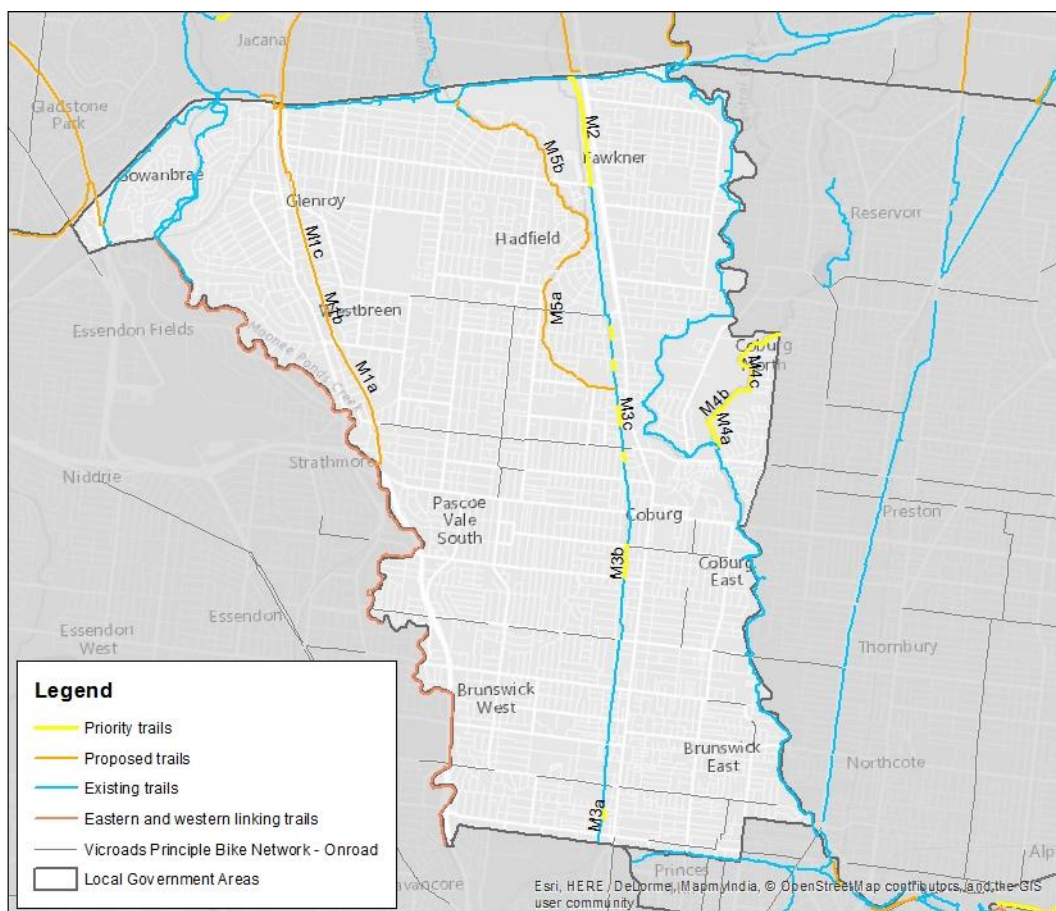 Jacana
Gladstone
Park
Gowanbrae
Glenroy
M1c
M5b
M2
Fawkner
Hadfield
Reservoir
Essendon Fields
Moonee Ponds Creek
M1b
Westbreen
M5a
M1a
Coburg
North
M4c
M4b
M4a
M3c
Strathmore
Niddrie
Pascoe
Vale
South
Coburg
Preston
M3b
Coburg
East
Essendon
Essendon
West
Thornbury
Brunswick
West
Brunswick
East
Northcote
M3a
Princes
Alp
avancore
Legend
Priority trails
Proposed trails
Existing trails
Eastern and western linking trails
Vicroads Principle Bike Network - Onroad
Local Government Areas
Esri, HERE, DeLorme, MapmyIndia, © OpenStreetMap contributors, and the GIS
user community